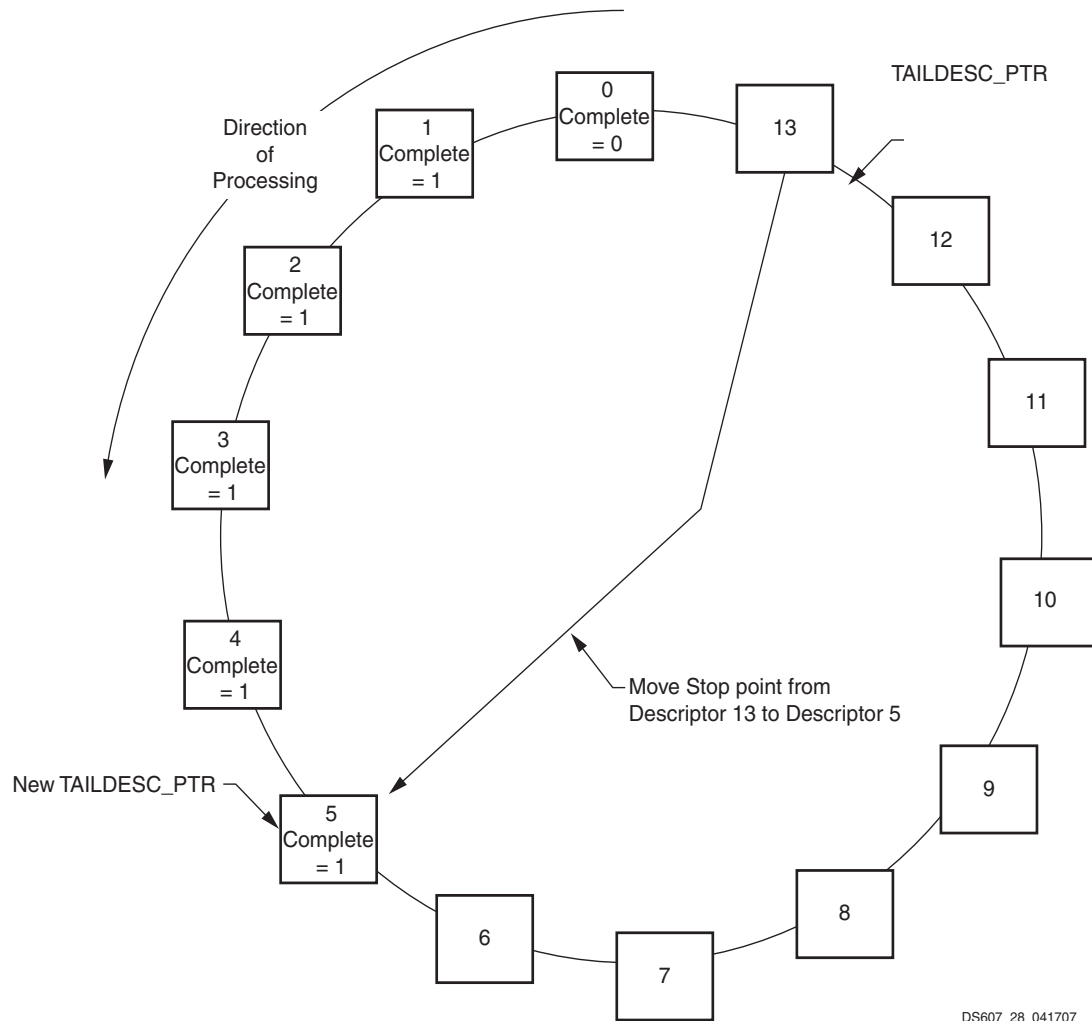 TAILDESC_PTR
Direction
of
Processing
0
Complete
= 0
1
Complete
= 1
2
Complete
= 1
3
Complete
= 1
4
Complete
= 1
New TAILDESC_PTR
5
Complete
= 1
6
7
8
9
10
11
12
13
Move Stop point from
Descriptor 13 to Descriptor 5
DS607_28_041707